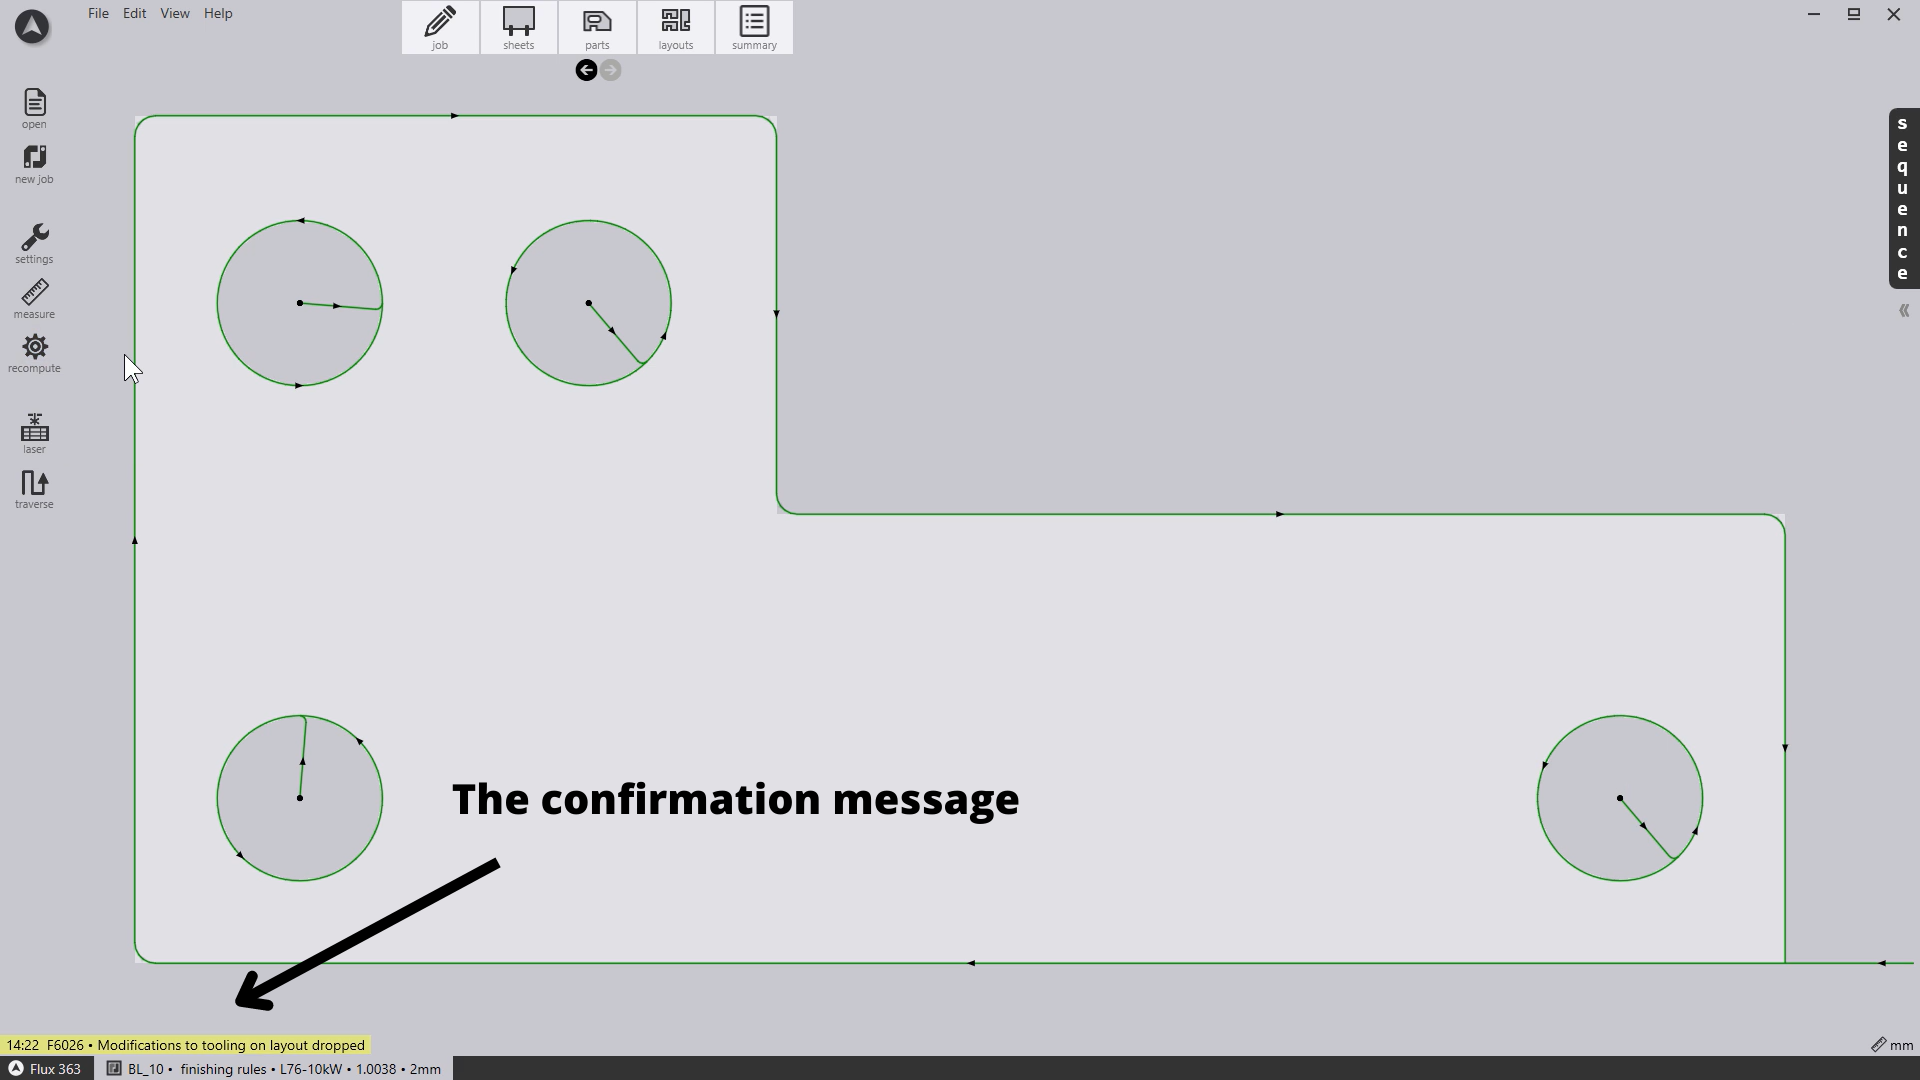 File Edit View Help
job sheets parts layouts summary
open
new job
settings
measure
recompute
laser
traverse
sequence
The confirmation message
14:22 F6026 • Modifications to tooling on layout dropped
mm
Flux 363 BL_10 • finishing rules • L76-10kW • 1.0038 • 2mm